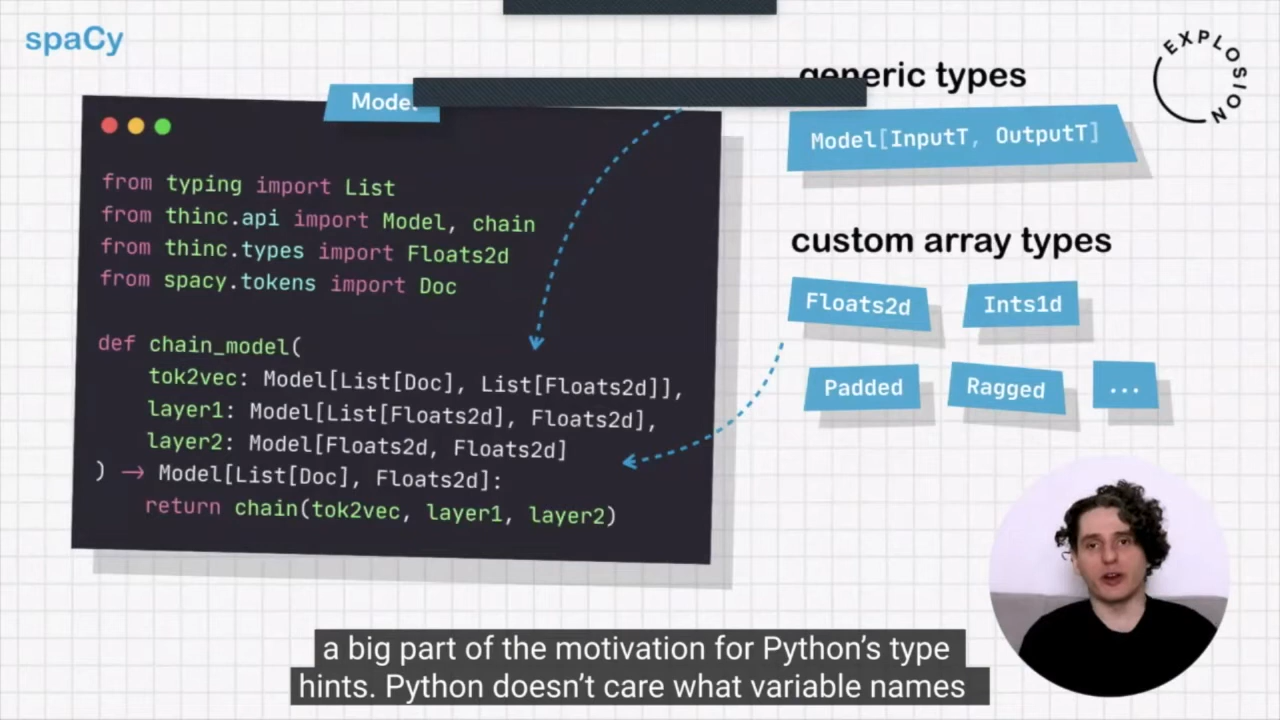 spaCy
EXPLOSION
generic types
Model[InputT, OutputT]
from typing import List
from thinc.api import Model, chain
from thinc.types import Floats2d
from spacy.tokens import Doc
def chain_model(
tok2vec: Model[List[Doc], List[Floats2d]],
layer1: Model[List[Floats2d], Floats2d],
layer2: Model[Floats2d, Floats2d]
) → Model[List[Doc], Floats2d]:
return chain(tok2vec, layer1, layer2)
custom array types
Floats2d Ints1d
Padded Ragged ...
a big part of the motivation for Python’s type
hints. Python doesn’t care what variable names